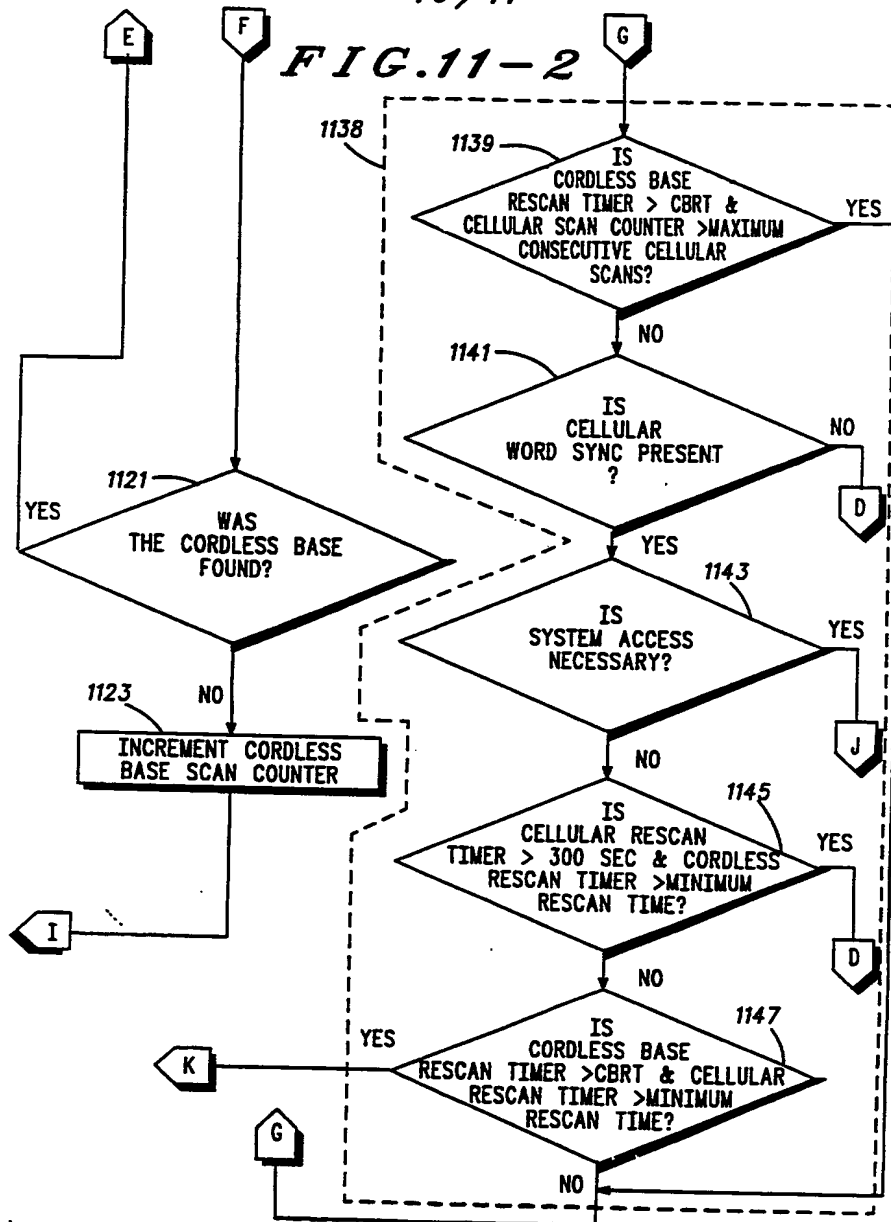 E
F
G
FIG.11-2
1138
1139
IS
CORDLESS BASE
RESCAN TIMER > CBRT &
CELLULAR SCAN COUNTER >MAXIMUM
CONSECUTIVE CELLULAR
SCANS?
YES
NO
1141
IS
CELLULAR
WORD SYNC PRESENT
?
NO
D
YES
1121
YES
WAS
THE CORDLESS BASE
FOUND?
NO
1123
INCREMENT CORDLESS
BASE SCAN COUNTER
I
1143
IS
SYSTEM ACCESS
NECESSARY?
YES
J
NO
1145
IS
CELLULAR RESCAN
TIMER > 300 SEC & CORDLESS
RESCAN TIMER >MINIMUM
RESCAN TIME?
YES
D
NO
1147
IS
CORDLESS BASE
RESCAN TIMER >CBRT & CELLULAR
RESCAN TIMER >MINIMUM
RESCAN TIME?
YES
K
G
NO